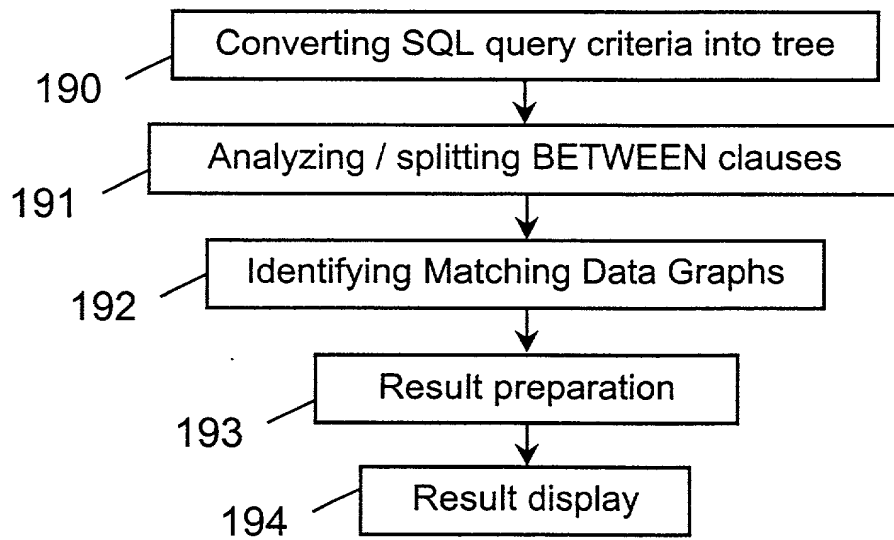 Converting SQL query criteria into tree
190
Analyzing / splitting BETWEEN clauses
191
Identifying Matching Data Graphs
192
Result preparation
193
Result display
194